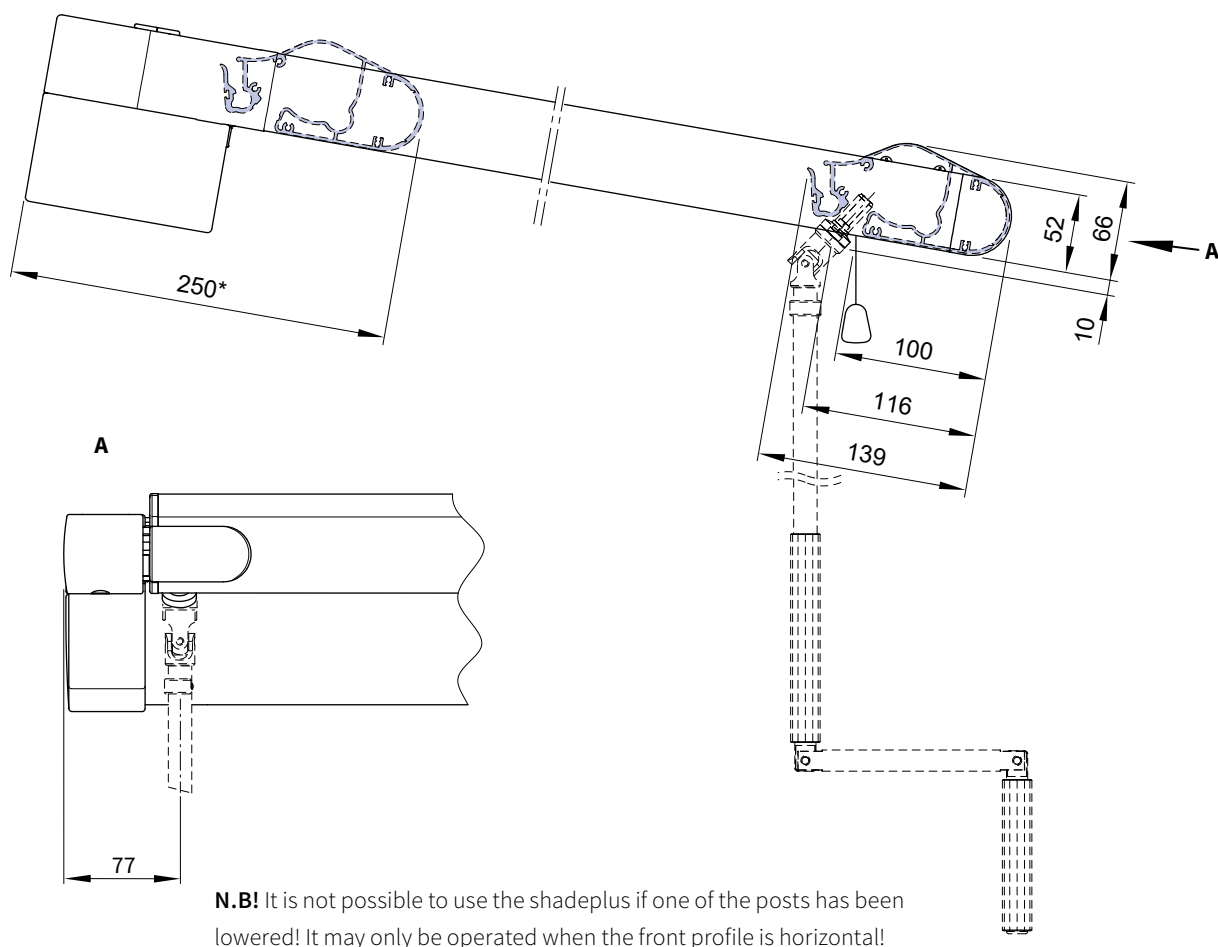 250*
52
66
A
10
100
116
139
A
77
N.B! It is not possible to use the shadeplus if one of the posts has been
lowered! It may only be operated when the front profile is horizontal!